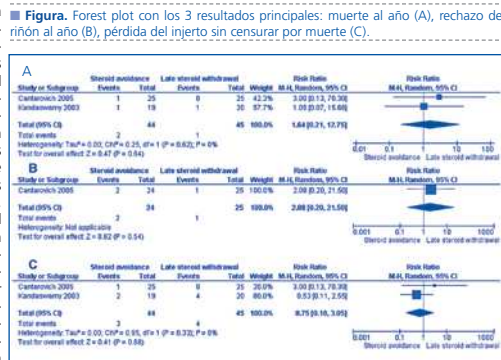 ■ Figura. Forest plot con los 3 resultados principales: muerte al año (A), rechazo de
riñón al año (B), pérdida del injerto sin censurar por muerte (C).
A
Steroid avoidance Late steroid withdrawal Risk Ratio Risk Ratio
Study or Subgroup Events Total Events Total Weight M-H, Random, 95% CI M-H, Random, 95% CI
Cantarovich 2005 1 25 0 25 42.3% 3.00 [0.13, 70.30]
Kandaswamy 2003 1 19 1 20 57.7% 1.05 [0.07, 15.68]
Total (95% CI) 44 45 100.0% 1.64 [0.21, 12.75]
Total events 2 1
Heterogeneity: Tau² = 0.00; Chi² = 0.25, df = 1 (P = 0.62); I² = 0%
Test for overall effect: Z = 0.47 (P = 0.64)
0.01 0.1 1 10 100
Steroid avoidance Late steroid withdrawal
B
Steroid avoidance Late steroid withdrawal Risk Ratio Risk Ratio
Study or Subgroup Events Total Events Total Weight M-H, Random, 95% CI M-H, Random, 95% CI
Cantarovich 2005 2 24 1 25 100.0% 2.08 [0.20, 21.50]
Total (95% CI) 24 25 100.0% 2.08 [0.20, 21.50]
Total events 2 1
Heterogeneity: Not applicable
Test for overall effect: Z = 0.62 (P = 0.54)
0.001 0.1 1 10 1000
Steroid avoidance Late steroid withdrawal
C
Steroid avoidance Late steroid withdrawal Risk Ratio Risk Ratio
Study or Subgroup Events Total Events Total Weight M-H, Random, 95% CI M-H, Random, 95% CI
Cantarovich 2005 1 25 0 25 20.0% 3.00 [0.13, 70.30]
Kandaswamy 2003 2 19 4 20 80.0% 0.53 [0.11, 2.55]
Total (95% CI) 44 45 100.0% 0.75 [0.18, 3.05]
Total events 3 4
Heterogeneity: Tau² = 0.00; Chi² = 0.95, df = 1 (P = 0.33); I² = 0%
Test for overall effect: Z = 0.41 (P = 0.68)
0.001 0.1 1 10 1000
Steroid avoidance Late steroid withdrawal